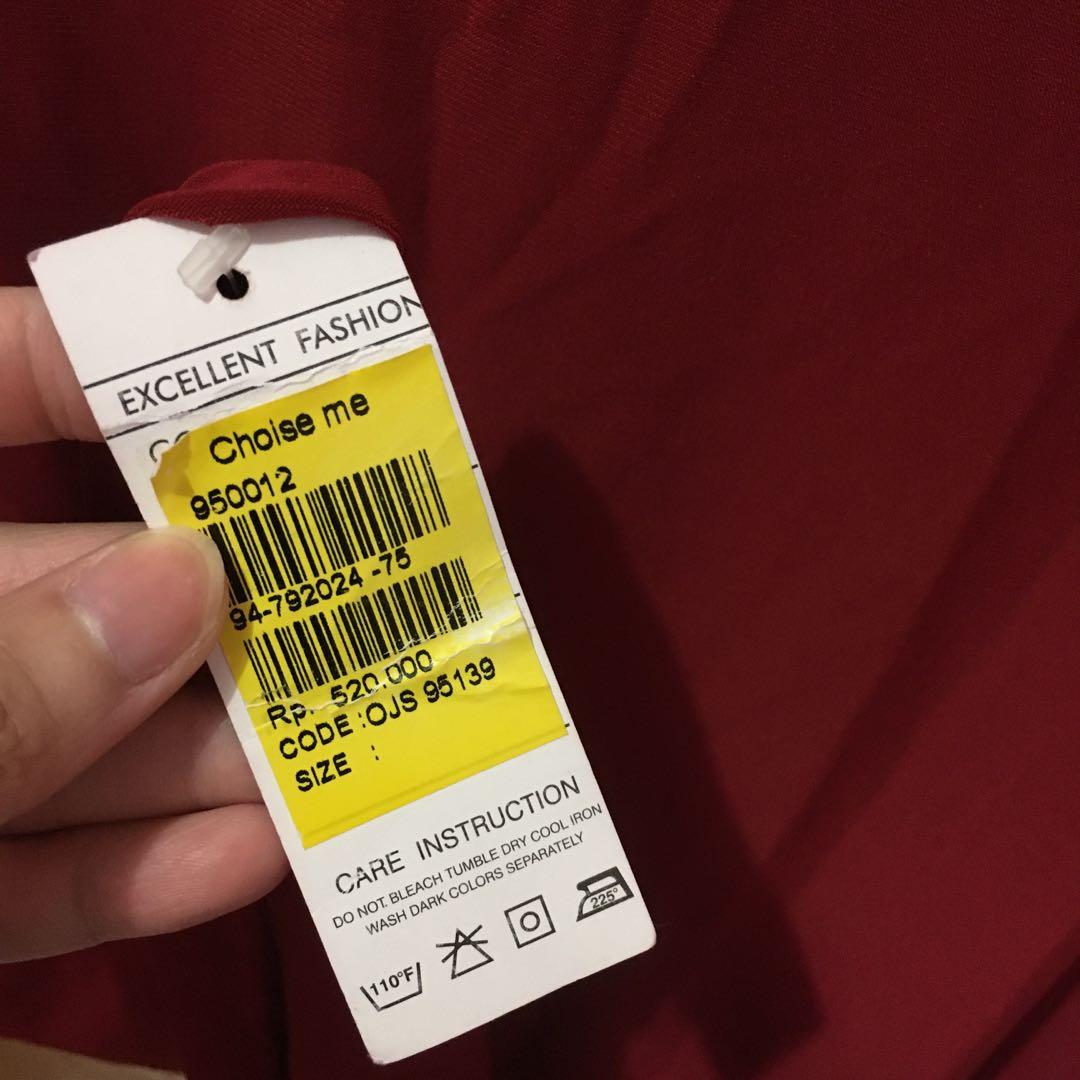 EXCELLENT FASHION
Choise me
950012
94-792024 -75
Rp. 520.000
CODE :OJS 95139
SIZE :
CARE INSTRUCTION
DO NOT. BLEACH TUMBLE DRY COOL IRON
WASH DARK COLORS SEPARATELY
110°F
225°